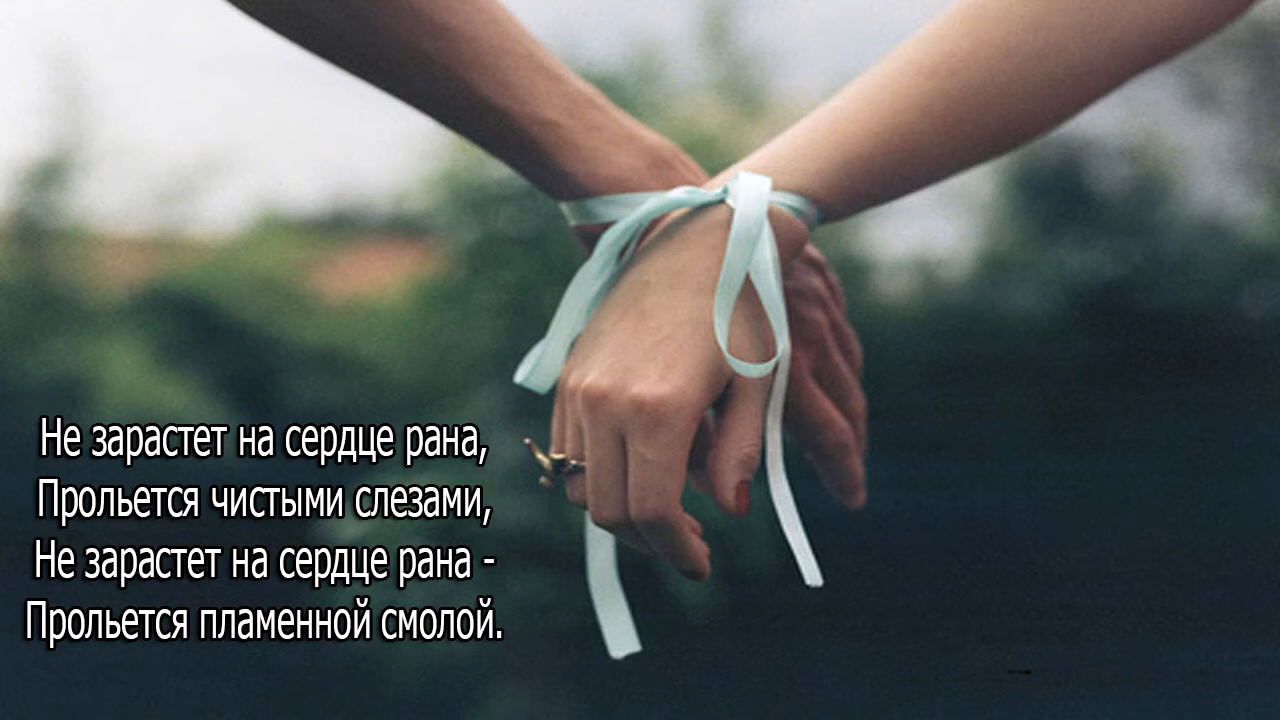 Не зарастет на сердце рана,
Прольется чистыми слезами,
Не зарастет на сердце рана -
Прольется пламенной смолой.